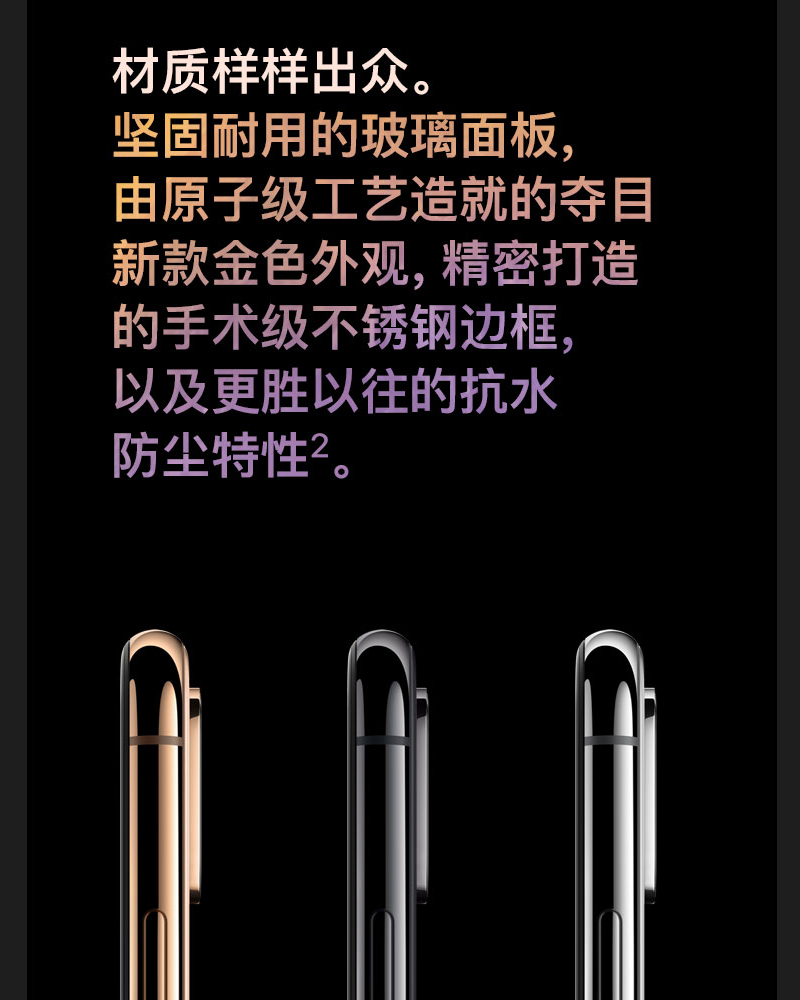 材质样样出众。
坚固耐用的玻璃面板，
由原子级工艺造就的夺目
新款金色外观，精密打造
的手术级不锈钢边框，
以及更胜以往的抗水
防尘特性²。